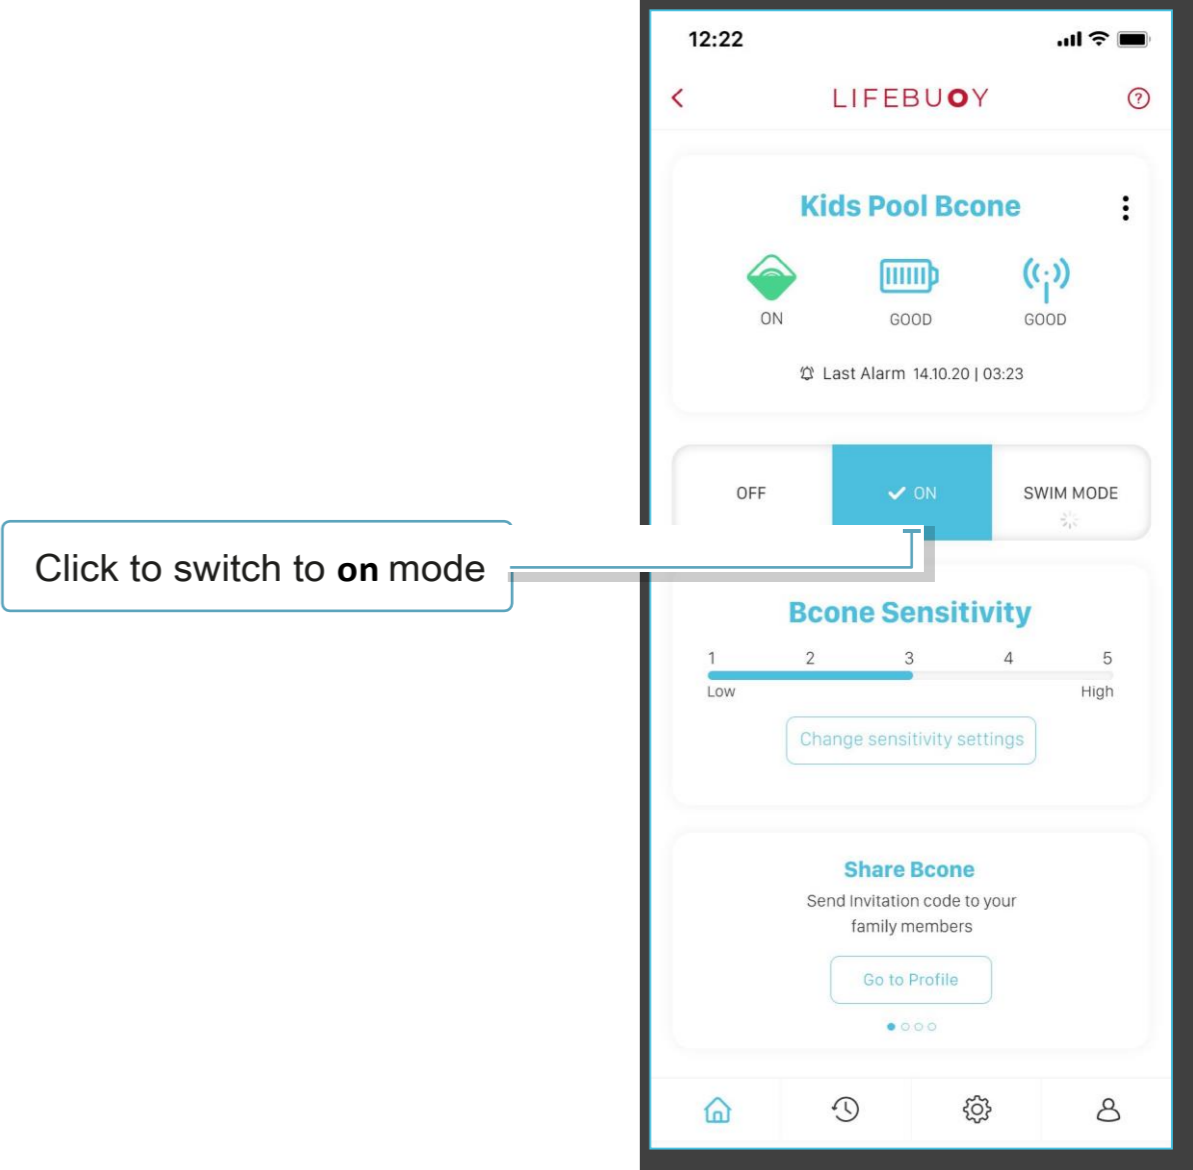 12:22
LIFEBUOY
Kids Pool Bcone
ON GOOD GOOD
Last Alarm 14.10.20 | 03:23
OFF ON SWIM MODE
Click to switch to on mode
Bcone Sensitivity
1 2 3 4 5
Low High
Change sensitivity settings
Share Bcone
Send Invitation code to your
family members
Go to Profile